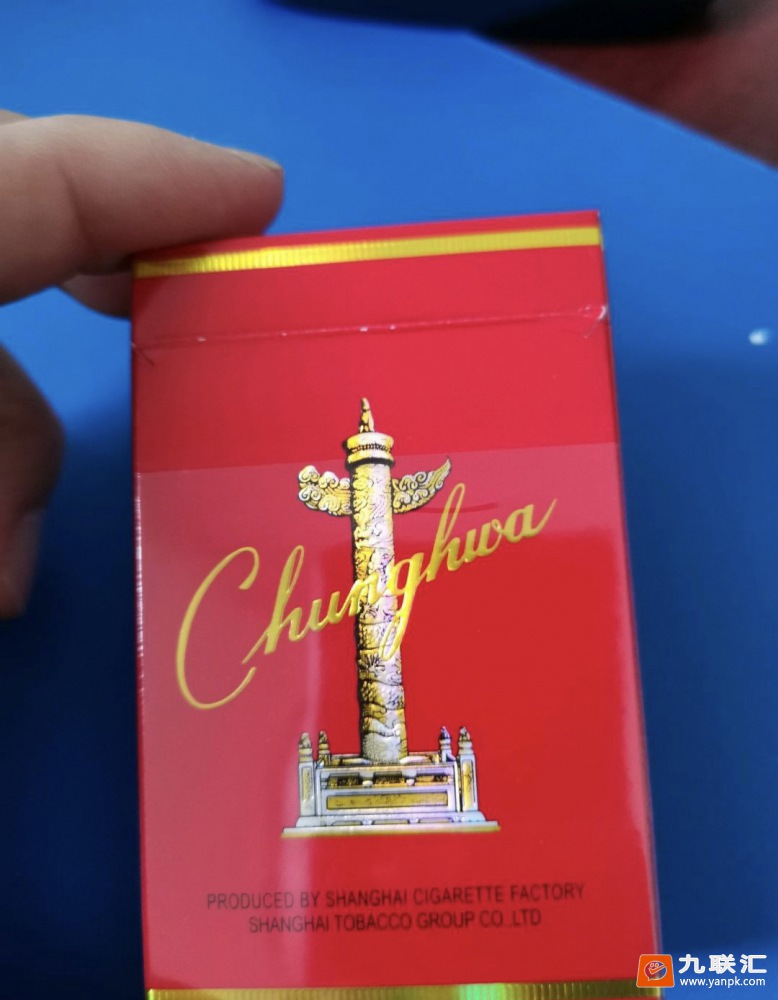 Chunghwa
PRODUCED BY SHANGHAI CIGARETTE FACTORY
SHANGHAI TOBACCO GROUP CO.,LTD
九联汇
www.yanpk.com